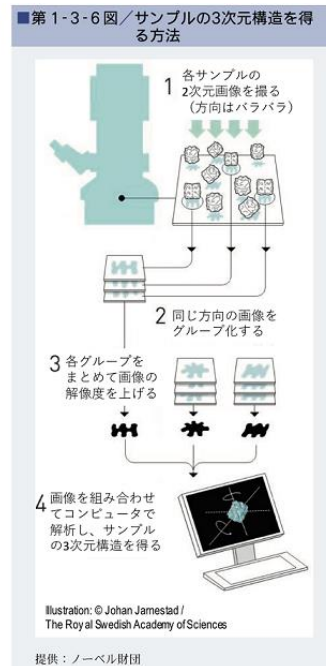 ■第1-3-6図／サンプルの3次元構造を得
る方法
1 各サンプルの
2次元画像を撮る
（方向はバラバラ）
2 同じ方向の画像を
グループ化する
3 各グループを
まとめて画像の
解像度を上げる
4 画像を組み合わせ
てコンピュータで
解析し、サンプル
の3次元構造を得る
Illustration: © Johan Jarnestad /
The Royal Swedish Academy of Sciences
提供：ノーベル財団